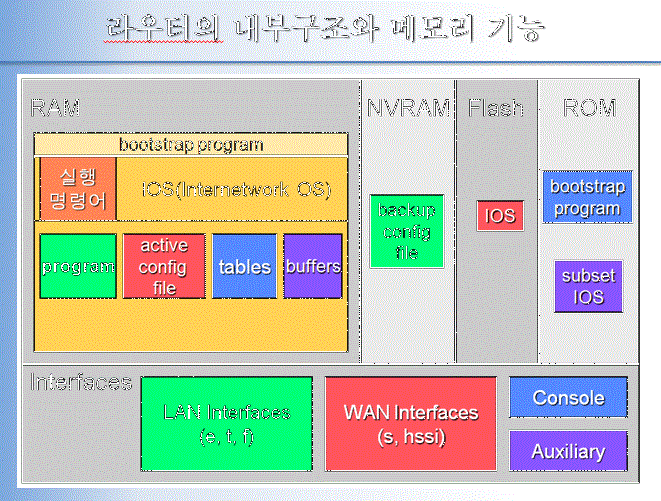 라우터의 내부구조와 메모리 기능
RAM
NVRAM
Flash
ROM
bootstrap program
실행
명령어
IOS(Internetwork OS)
program
active
config
file
tables
buffers
backup
config
file
IOS
bootstrap
program
subset
IOS
Interfaces
LAN Interfaces
(e, t, f)
WAN Interfaces
(s, hssi)
Console
Auxiliary